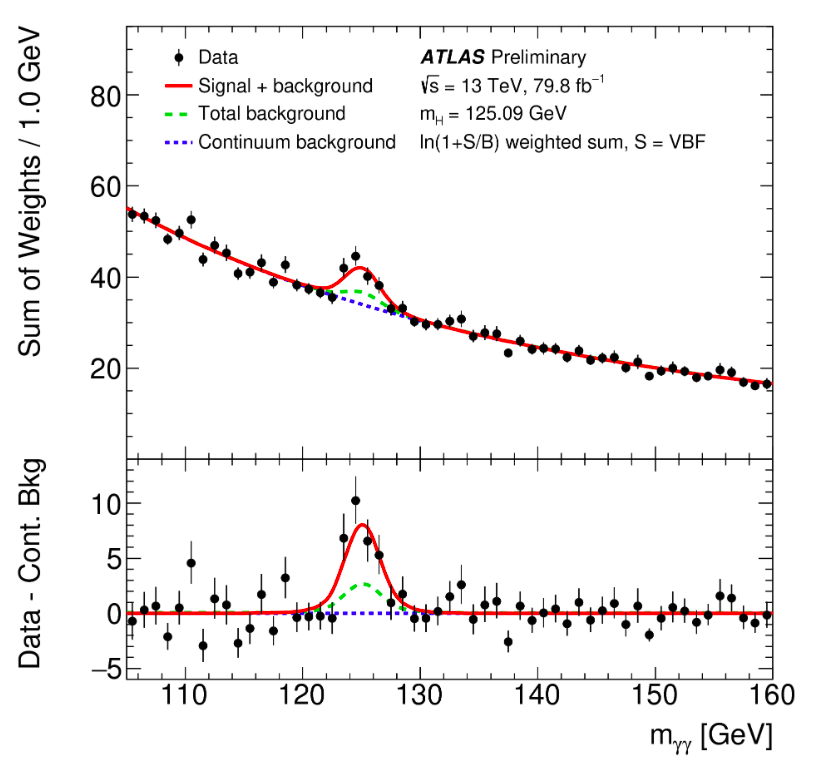 Sum of Weights / 1.0 GeV
80
60
40
20
Data
Signal + background
Total background
Continuum background
ATLAS Preliminary
√s = 13 TeV, 79.8 fb⁻¹
m_H = 125.09 GeV
ln(1+S/B) weighted sum, S = VBF
Data - Cont. Bkg
10
5
0
−5
110 120 130 140 150 160
m_γγ [GeV]